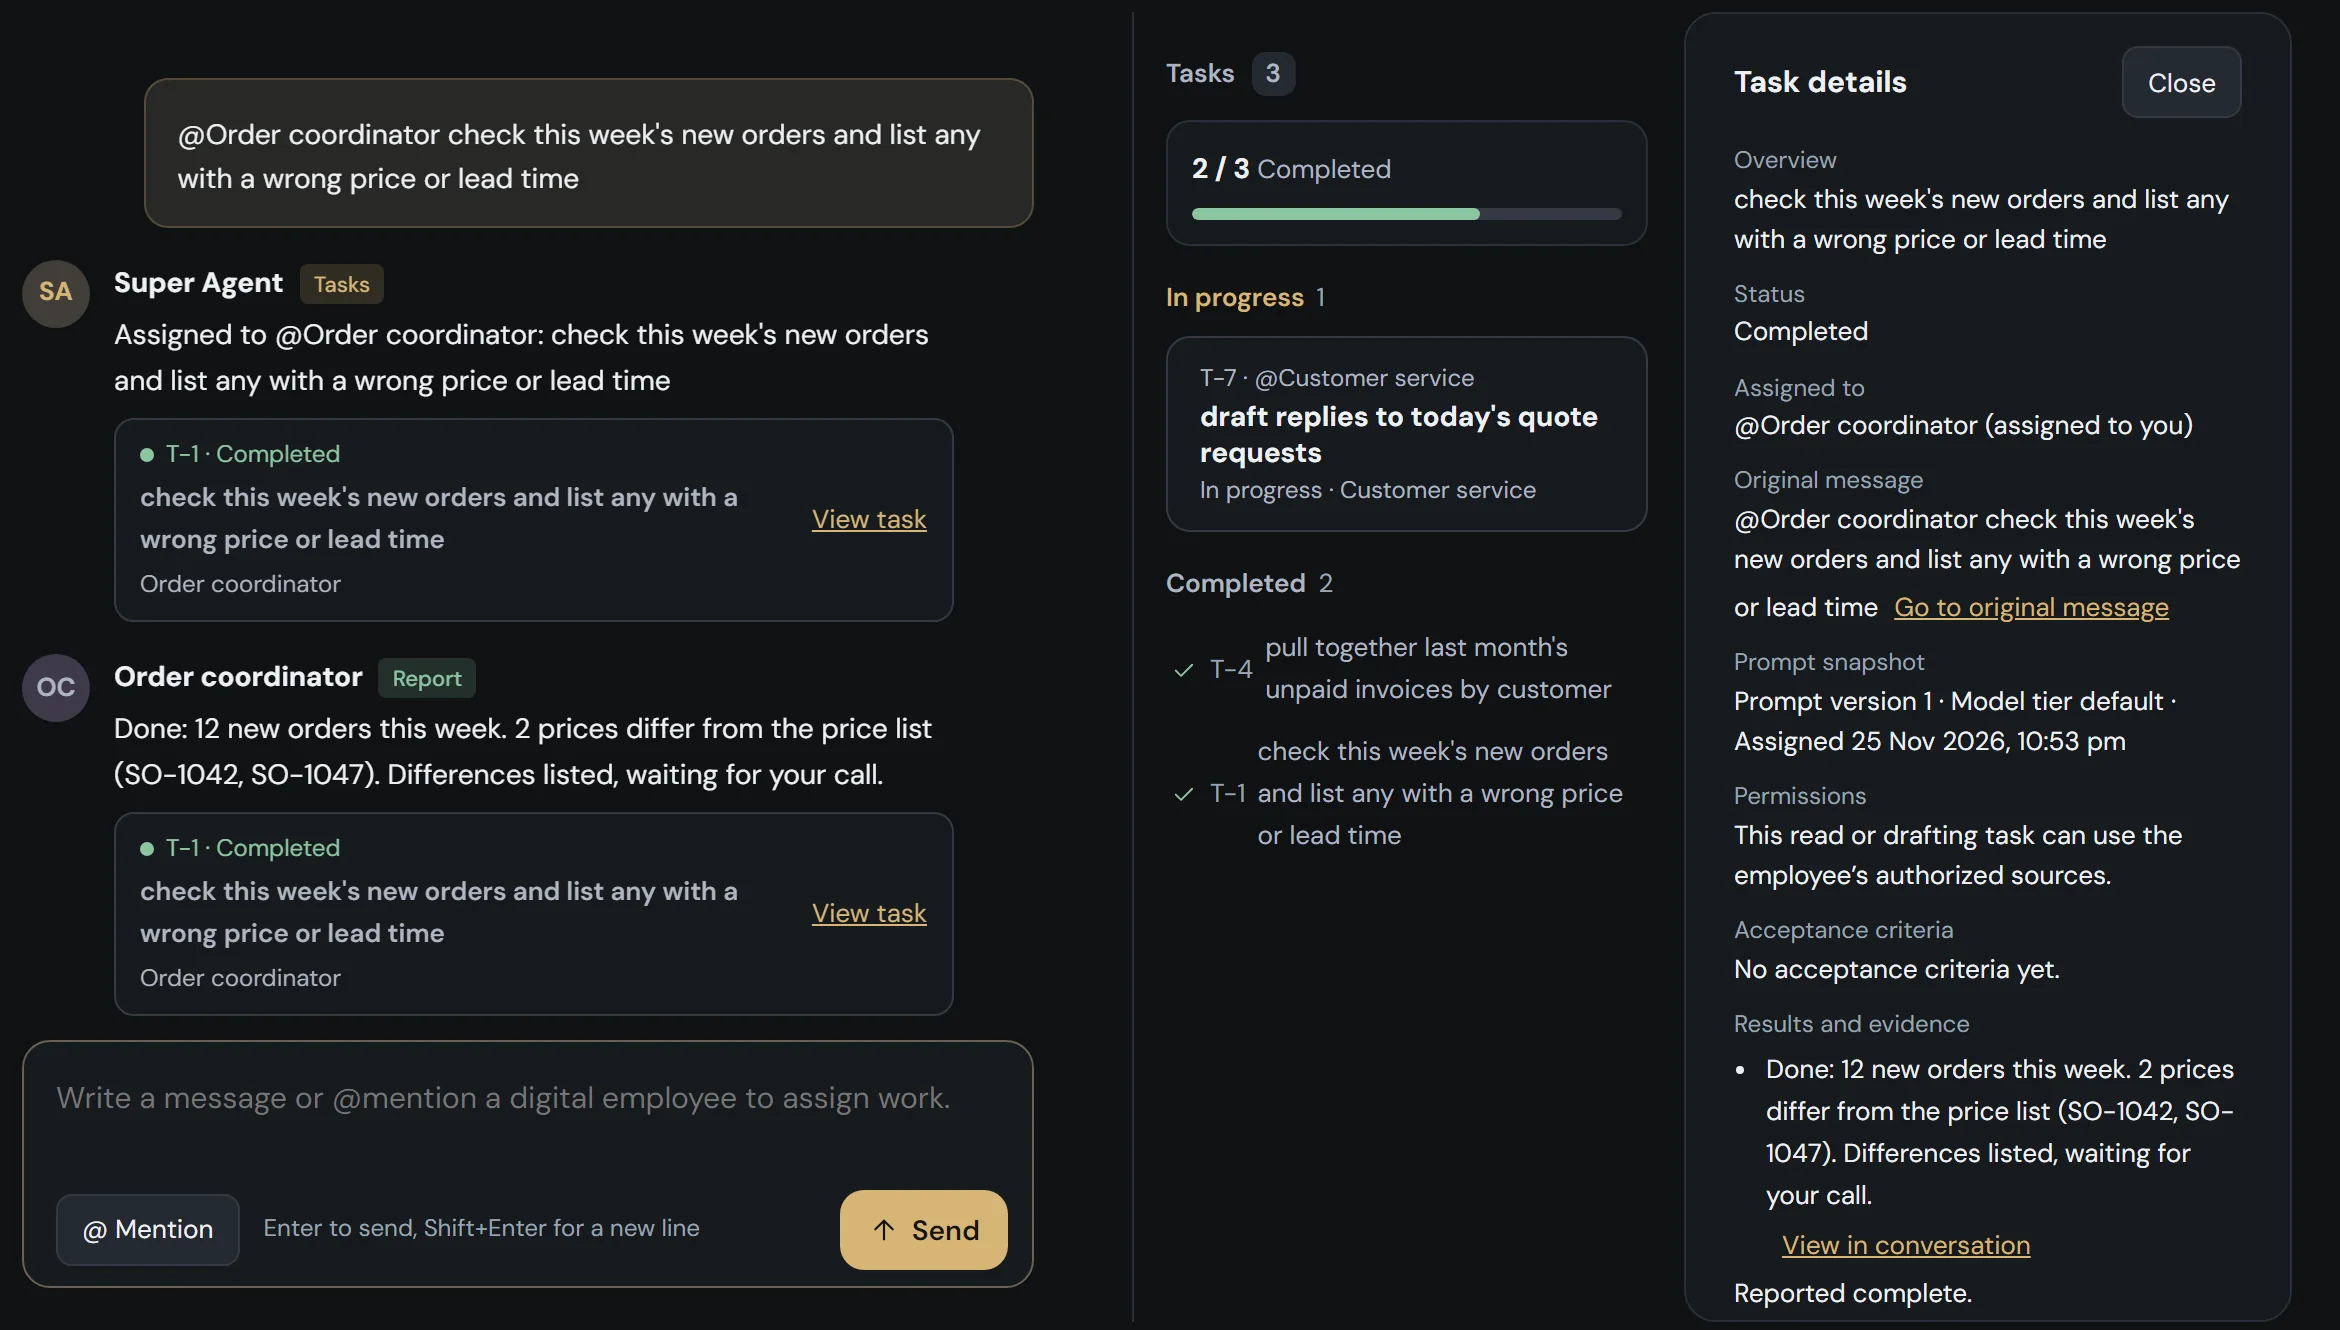 @Order coordinator check this week's new orders and list any
with a wrong price or lead time
SA
Super Agent
Tasks
Assigned to @Order coordinator: check this week's new orders
and list any with a wrong price or lead time
T-1 · Completed
check this week's new orders and list any with a
wrong price or lead time
Order coordinator
View task
OC
Order coordinator
Report
Done: 12 new orders this week. 2 prices differ from the price list
(SO-1042, SO-1047). Differences listed, waiting for your call.
T-1 · Completed
check this week's new orders and list any with a
wrong price or lead time
Order coordinator
View task
Write a message or @mention a digital employee to assign work.
@ Mention
Enter to send, Shift+Enter for a new line
↑ Send
Tasks 3
2 / 3 Completed
In progress 1
T-7 · @Customer service
draft replies to today's quote
requests
In progress · Customer service
Completed 2
T-4
pull together last month's
unpaid invoices by customer
T-1
check this week's new orders
and list any with a wrong price
or lead time
Task details
Close
Overview
check this week's new orders and list any
with a wrong price or lead time
Status
Completed
Assigned to
@Order coordinator (assigned to you)
Original message
@Order coordinator check this week's
new orders and list any with a wrong price
or lead time Go to original message
Prompt snapshot
Prompt version 1 · Model tier default ·
Assigned 25 Nov 2026, 10:53 pm
Permissions
This read or drafting task can use the
employee’s authorized sources.
Acceptance criteria
No acceptance criteria yet.
Results and evidence
• Done: 12 new orders this week. 2 prices
differ from the price list (SO-1042, SO-
1047). Differences listed, waiting for
your call.
View in conversation
Reported complete.